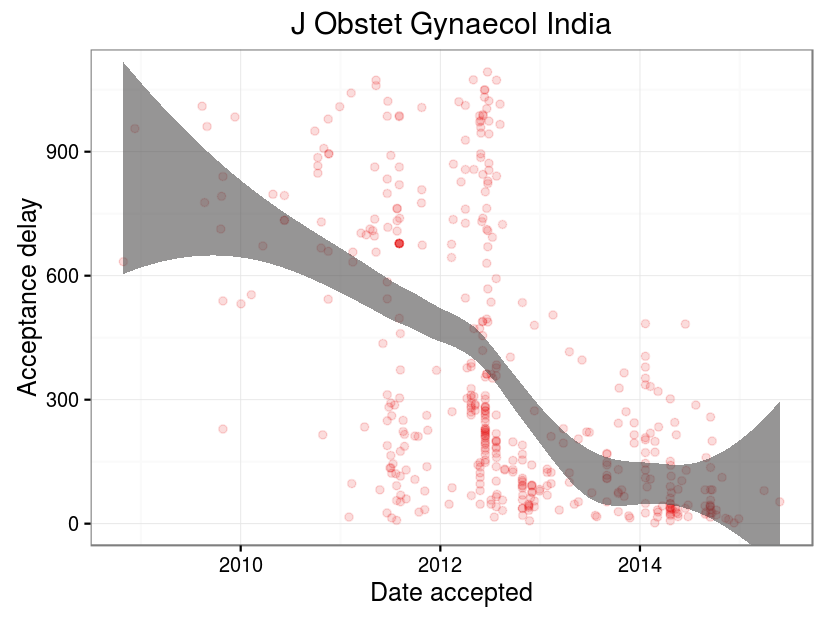 J Obstet Gynaecol India
Acceptance delay
900
600
300
0
2010
2012
2014
Date accepted